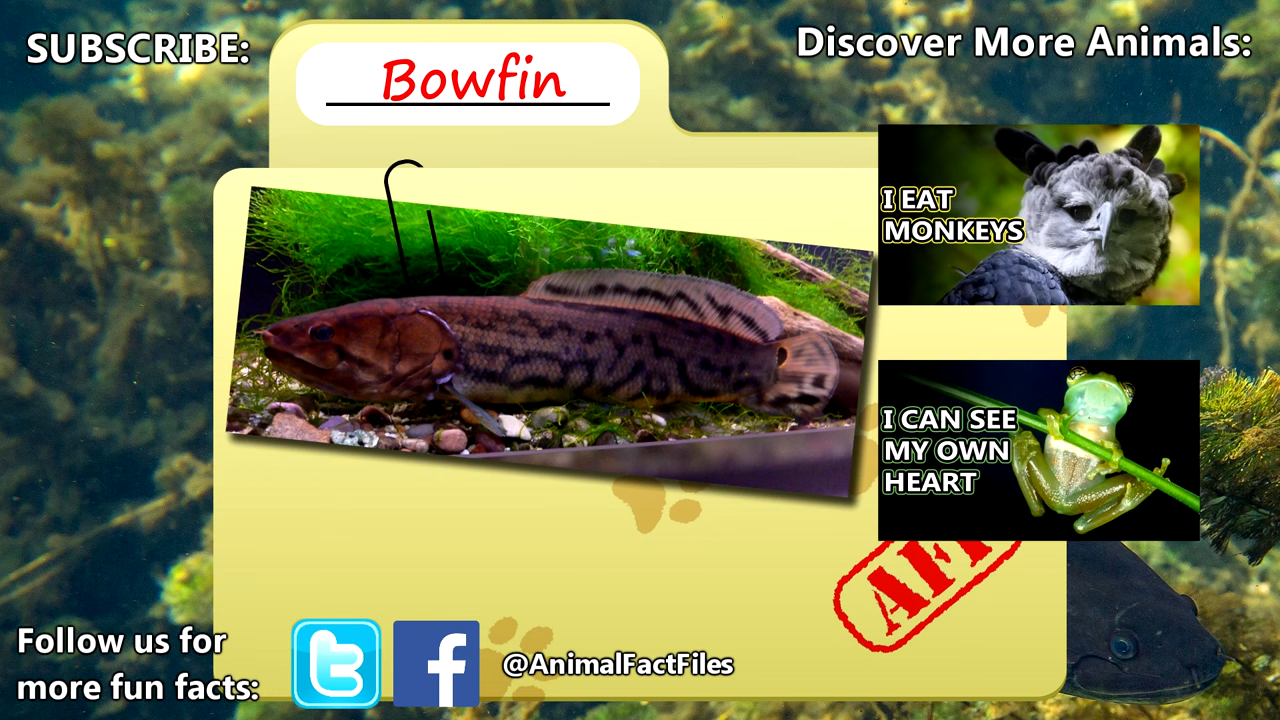 SUBSCRIBE:
Bowfin
Discover More Animals:
I EAT
MONKEYS
I CAN SEE
MY OWN
HEART
Follow us for
more fun facts:
@AnimalFactFiles